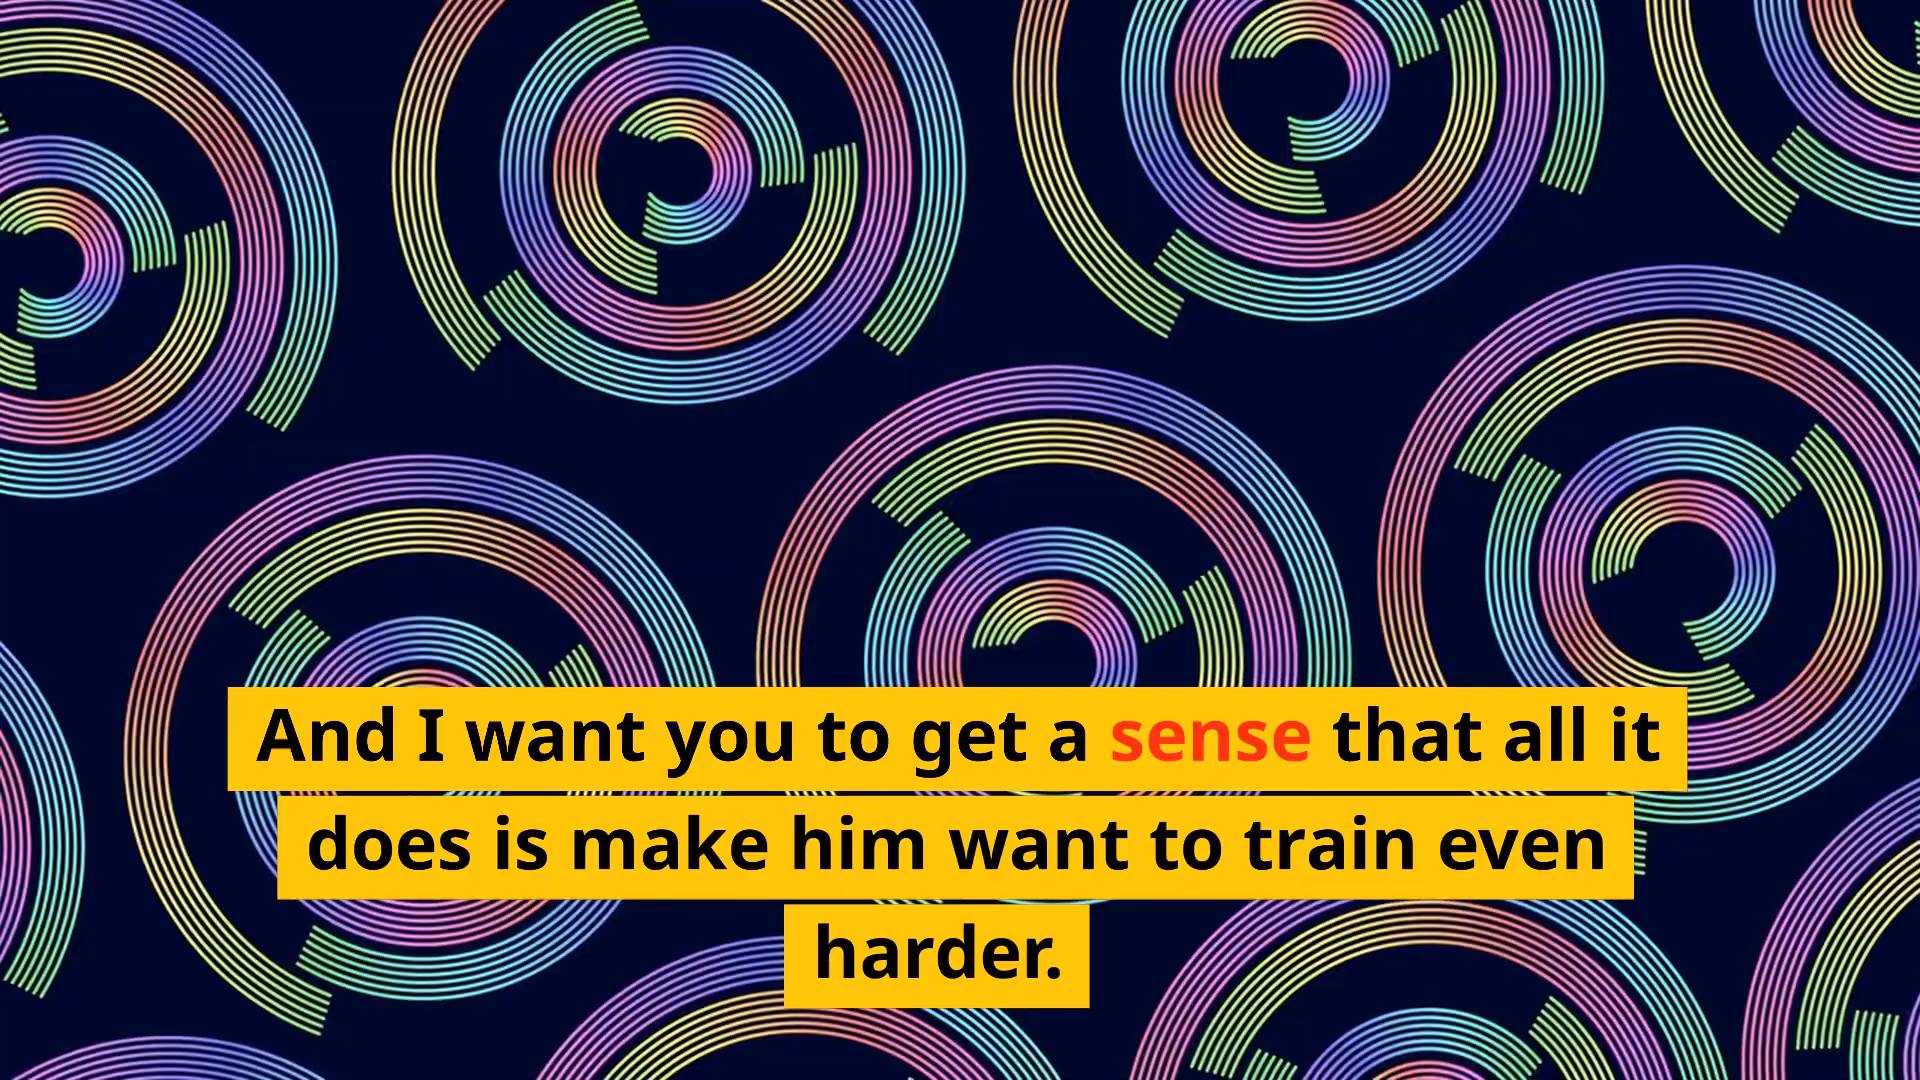 And I want you to get a sense that all it
does is make him want to train even
harder.